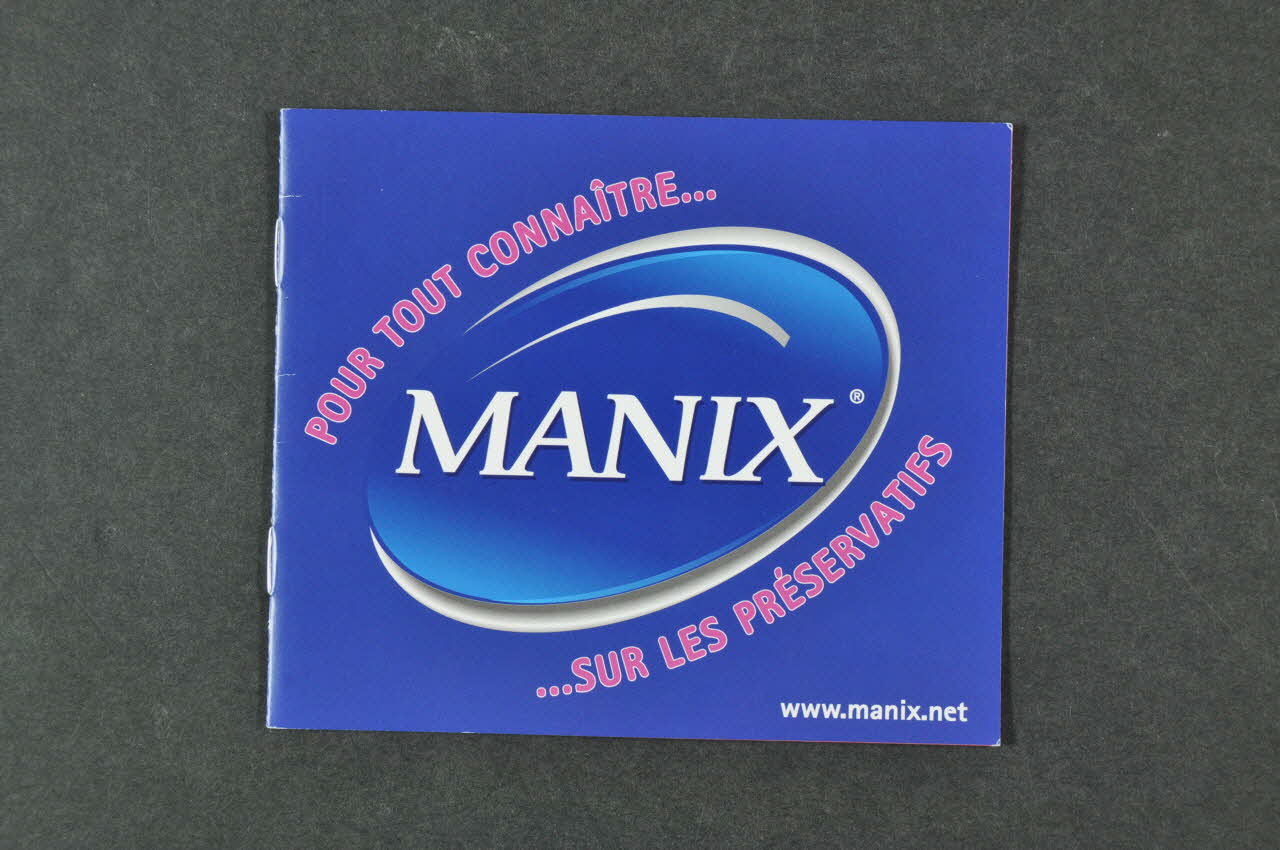 POUR TOUT CONNAÎTRE...
MANIX®
...SUR LES PRÉSERVATIFS
www.manix.net